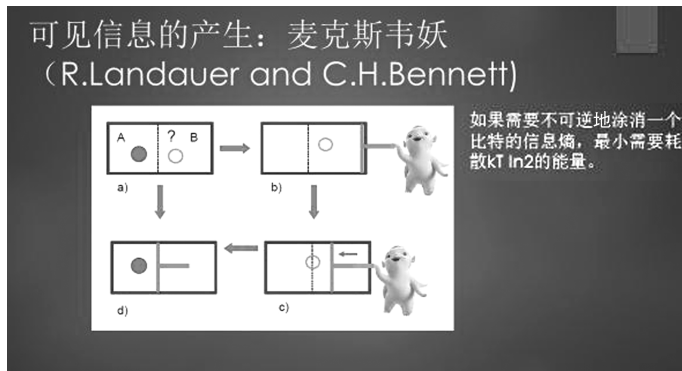 可见信息的产生：麦克斯韦妖
（R.Landauer and C.H.Bennett)
如果需要不可逆地涂消一个
比特的信息熵，最小需要耗
散kT ln2的能量。
A ? B
a)
b)
d)
c)